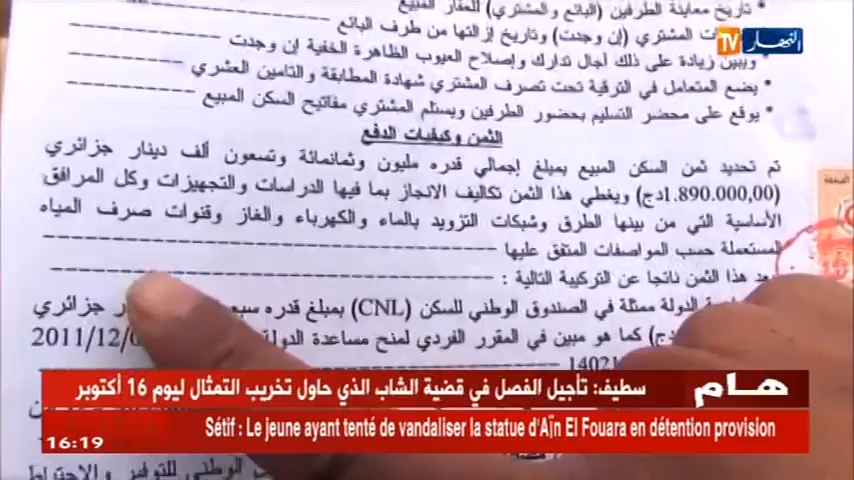 * تاريخ معاينة الطرفين (البائع والمشتري) للعقار المبيع
المشتري (إن وجدت) وتاريخ إزالتها من طرف البائع
* ويبين زيادة على ذلك آجال تدارك وإصلاح العيوب الظاهرة الخفية إن وجدت
* يضع المتعامل في الترقية تحت تصرف المشتري شهادة المطابقة والتامين العشري
* يوقع على محضر التسليم بحضور الطرفين ويستلم المشتري مفاتيح السكن المبيع
الثمن وكيفيات الدفع
تم تحديد ثمن السكن المبيع بمبلغ إجمالي قدره مليون وثمانمائة وتسعون ألف دينار جزائري
(1.890.000,00دج) ويغطي هذا الثمن تكاليف الانجاز بما فيها الدراسات والتجهيزات وكل المرافق
الأساسية التي من بينها الطرق وشبكات التزويد بالماء والكهرباء والغاز وقنوات صرف المياه
المستعملة حسب المواصفات المتفق عليها
هذا الثمن ناتجا عن التركيبة التالية :
الدولة ممثلة في الصندوق الوطني للسكن (CNL) بمبلغ قدره جزائري
كما هو مبين في المقرر الفردي لمنح مساعدة 2011/12/
النهار TV
هــام
سطيف: تأجيل الفصل في قضية الشاب الذي حاول تخريب التمثال ليوم 16 أكتوبر
Sétif : Le jeune ayant tenté de vandaliser la statue d'Aïn El Fouara en détention provision
16:19
الوطني للتوفير والاحتياط